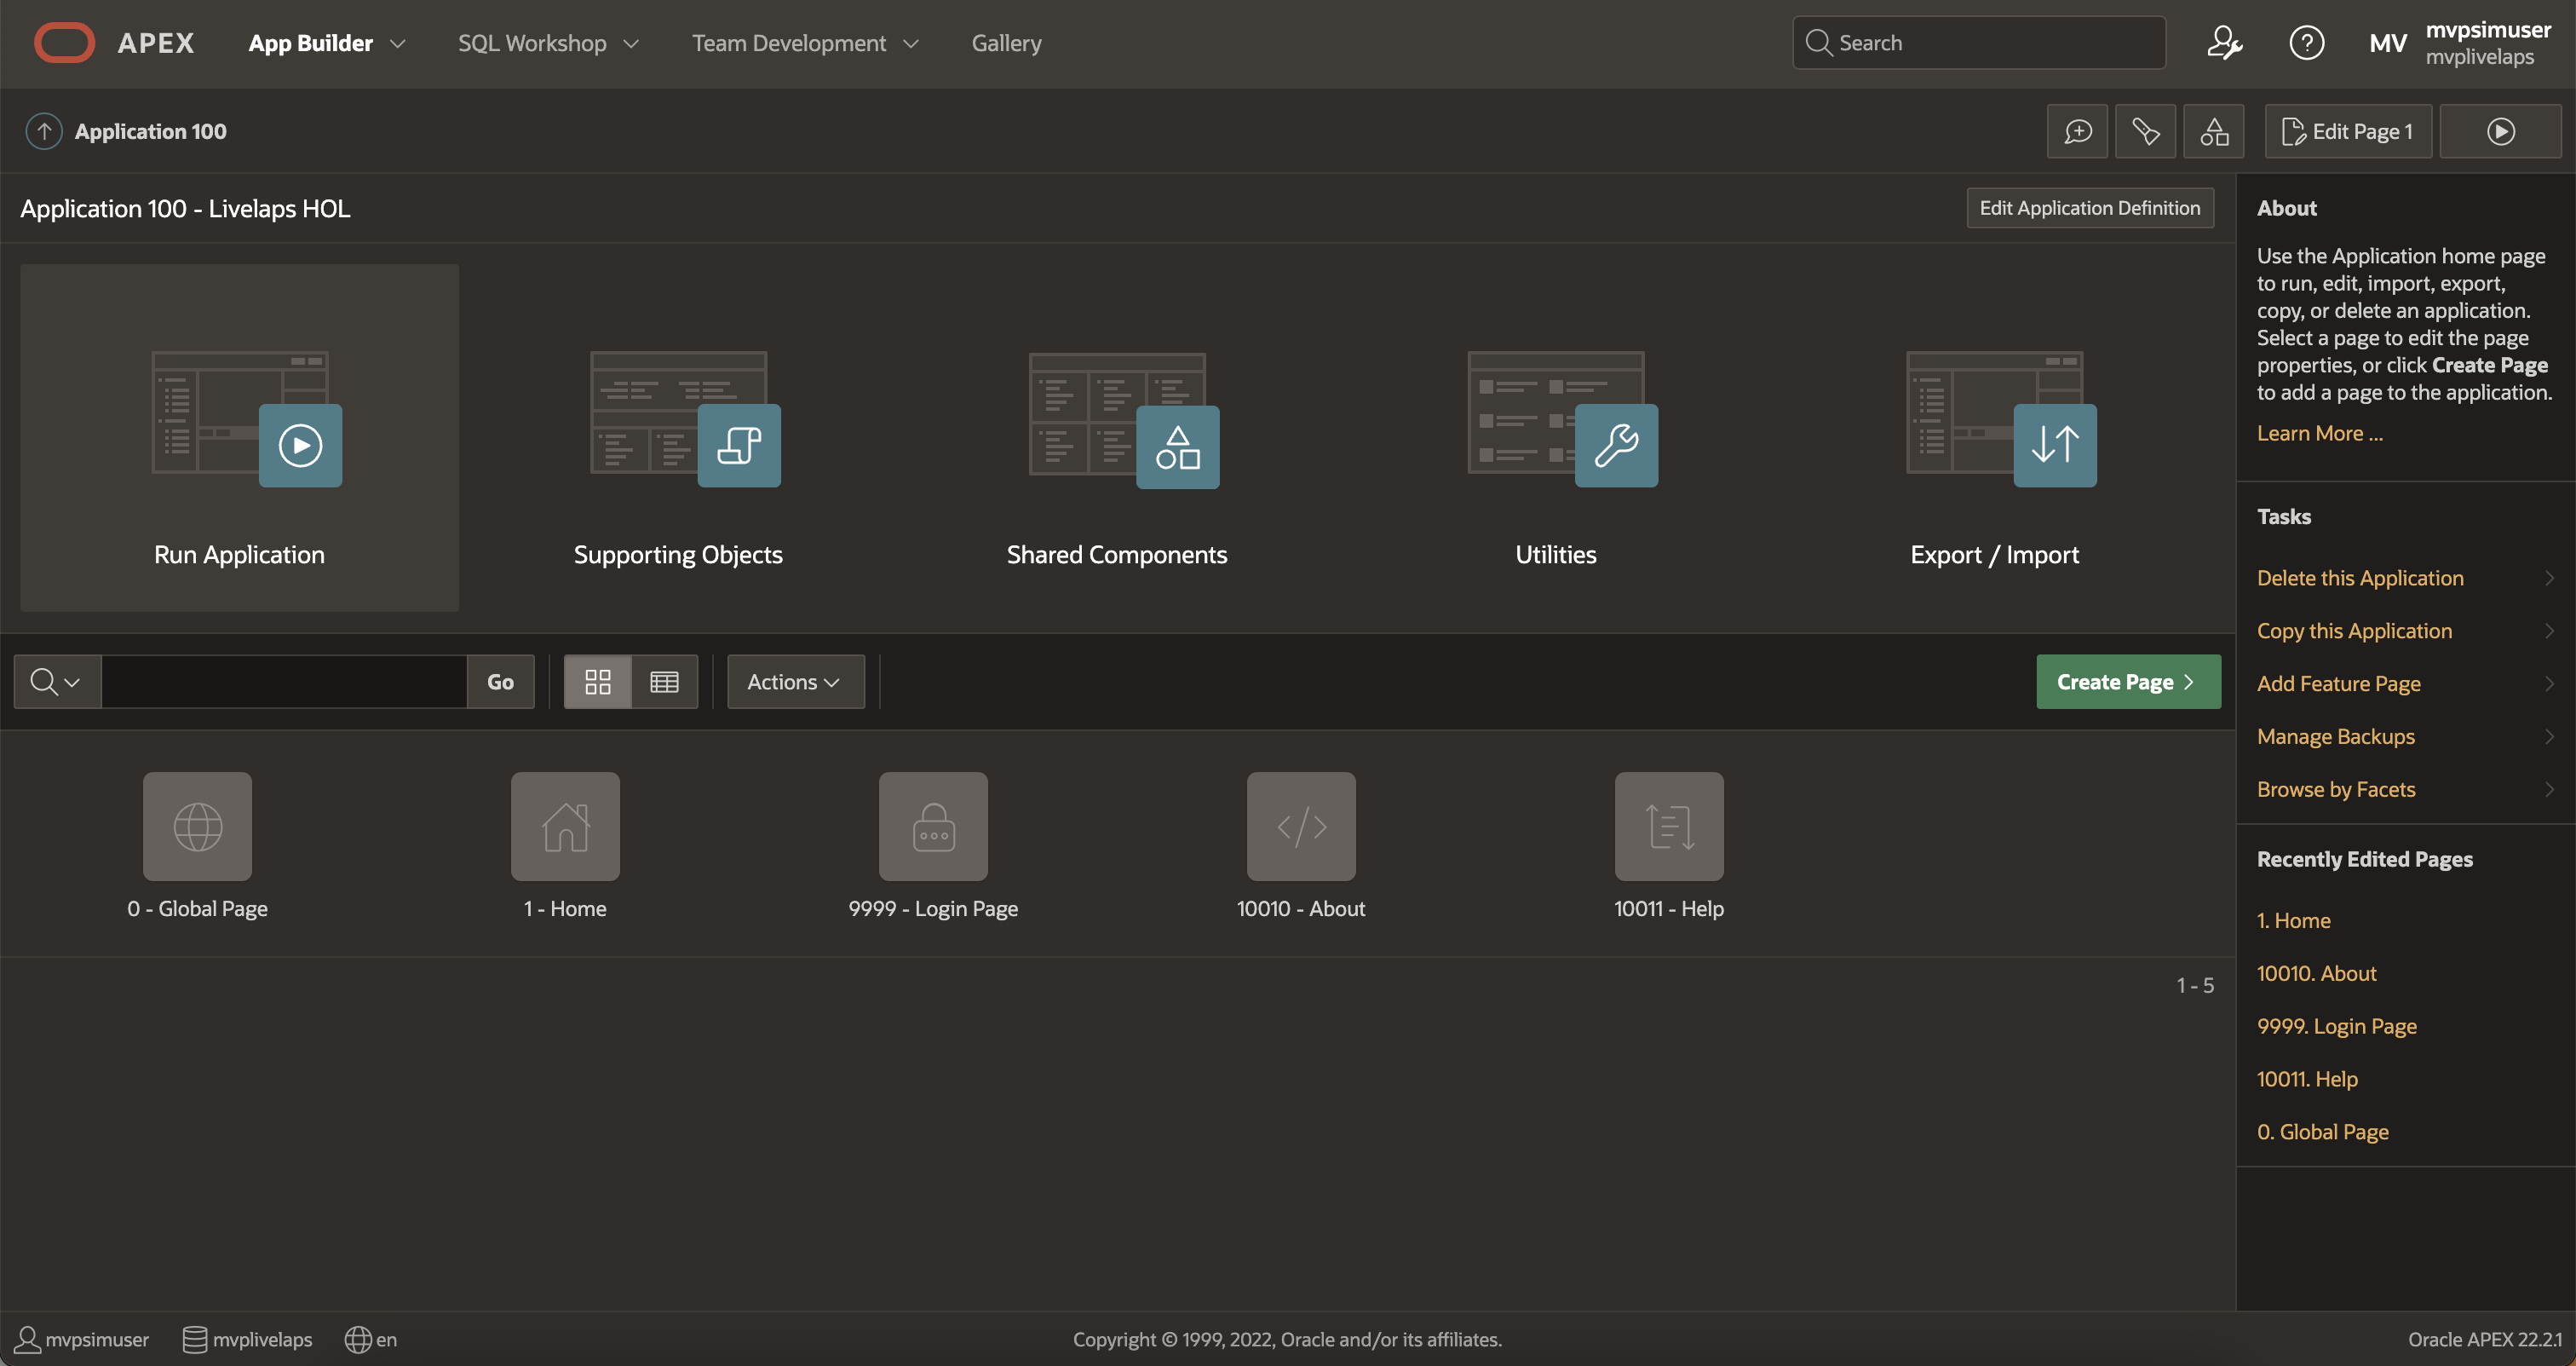 APEX
App Builder
SQL Workshop
Team Development
Gallery
Search
MV
mvpsimuser
mvplivelaps
Application 100
Edit Page 1
Application 100 - Livelaps HOL
Edit Application Definition
Run Application
Supporting Objects
Shared Components
Utilities
Export / Import
Go
Actions
Create Page
0 - Global Page
1 - Home
9999 - Login Page
10010 - About
10011 - Help
1 - 5
About
Use the Application home page
to run, edit, import, export,
copy, or delete an application.
Select a page to edit the page
properties, or click Create Page
to add a page to the application.
Learn More ...
Tasks
Delete this Application
Copy this Application
Add Feature Page
Manage Backups
Browse by Facets
Recently Edited Pages
1. Home
10010. About
9999. Login Page
10011. Help
0. Global Page
mvpsimuser
mvplivelaps
en
Copyright © 1999, 2022, Oracle and/or its affiliates.
Oracle APEX 22.2.1